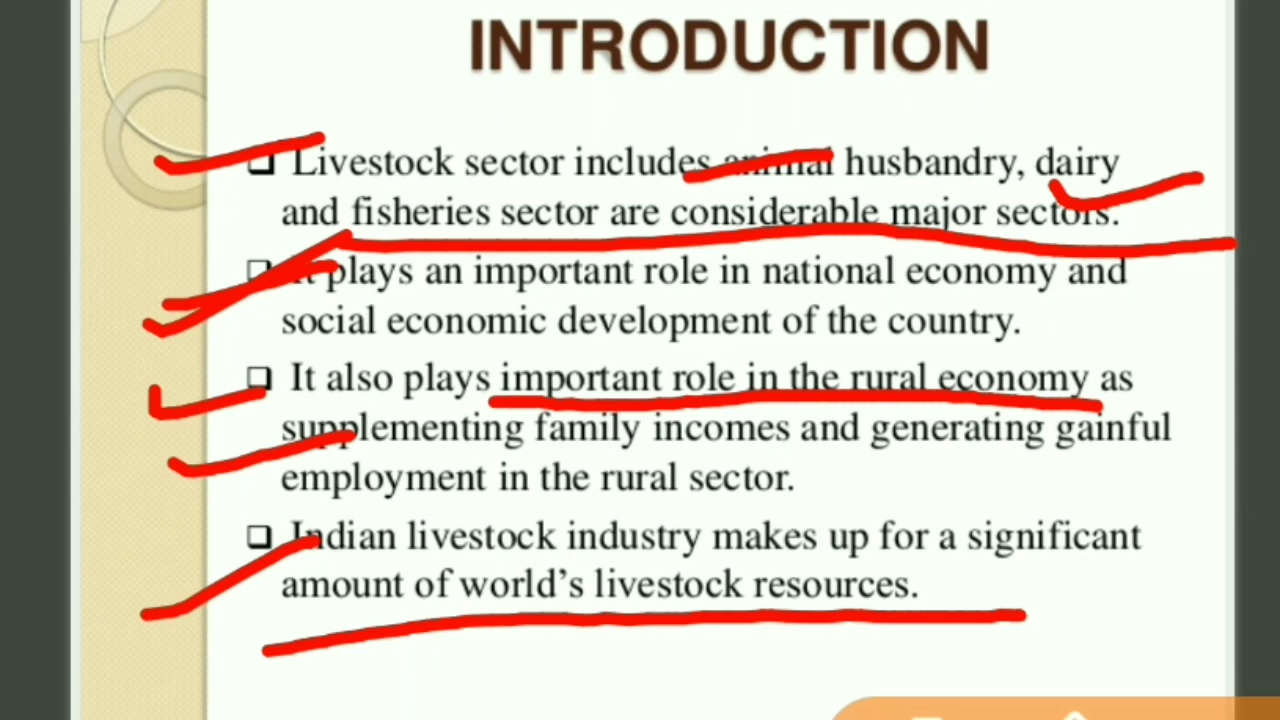 INTRODUCTION
❑ Livestock sector includes animal husbandry, dairy
and fisheries sector are considerable major sectors.
❑ It plays an important role in national economy and
social economic development of the country.
❑ It also plays important role in the rural economy as
supplementing family incomes and generating gainful
employment in the rural sector.
❑ Indian livestock industry makes up for a significant
amount of world’s livestock resources.